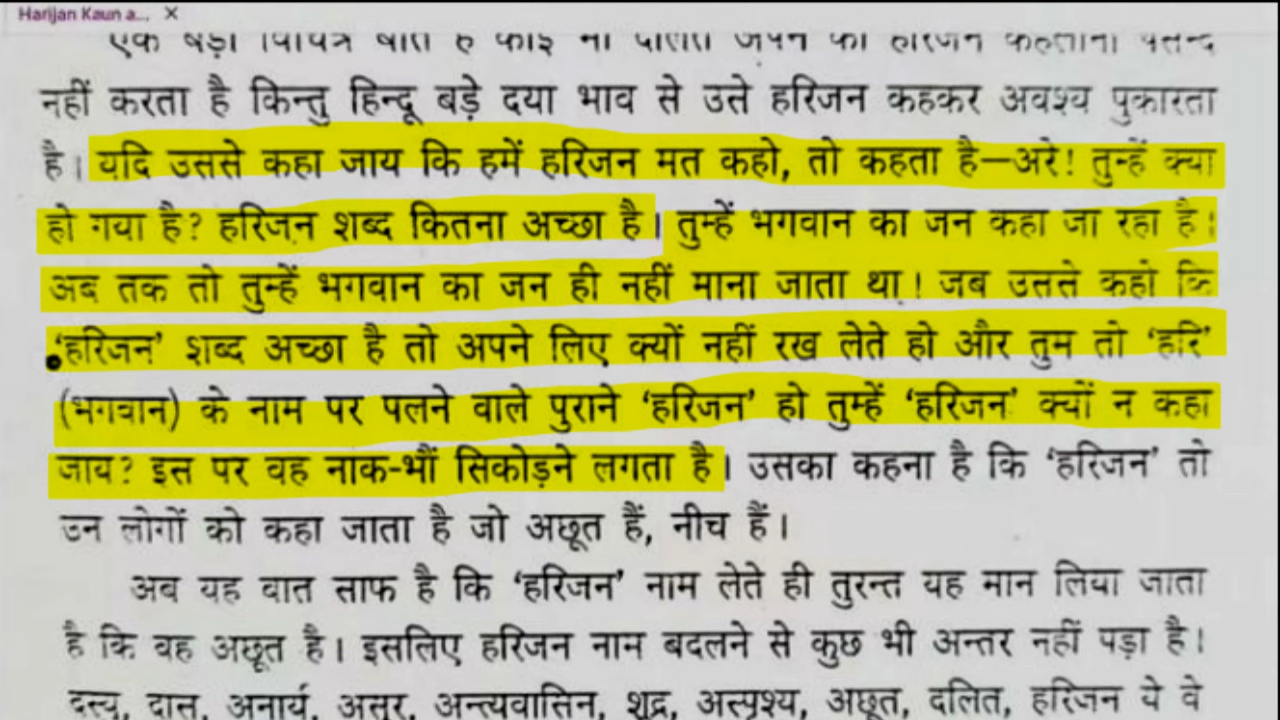 Harijan Kaun a... ×
एक बड़ी विचित्र बात है कोई भी दलित अपने को हरिजन कहलाना पसन्द
नहीं करता है किन्तु हिन्दू बड़े दया भाव से उसे हरिजन कहकर अवश्य पुकारता
है। यदि उससे कहा जाय कि हमें हरिजन मत कहो, तो कहता है—अरे! तुम्हें क्या
हो गया है? हरिजन शब्द कितना अच्छा है। तुम्हें भगवान का जन कहा जा रहा है।
अब तक तो तुम्हें भगवान का जन ही नहीं माना जाता था। जब उससे कहो कि
‘हरिजन’ शब्द अच्छा है तो अपने लिए क्यों नहीं रख लेते हो और तुम तो ‘हरि’
(भगवान) के नाम पर पलने वाले पुराने ‘हरिजन’ हो तुम्हें ‘हरिजन’ क्यों न कहा
जाय? इस पर वह नाक-भौं सिकोड़ने लगता है। उसका कहना है कि ‘हरिजन’ तो
उन लोगों को कहा जाता है जो अछूत हैं, नीच हैं।
अब यह बात साफ है कि ‘हरिजन’ नाम लेते ही तुरन्त यह मान लिया जाता
है कि वह अछूत है। इसलिए हरिजन नाम बदलने से कुछ भी अन्तर नहीं पड़ा है।
दस्यु, दास, अनार्य, असुर, अन्त्यवासिन, शूद्र, अस्पृश्य, अछूत, दलित, हरिजन ये वे